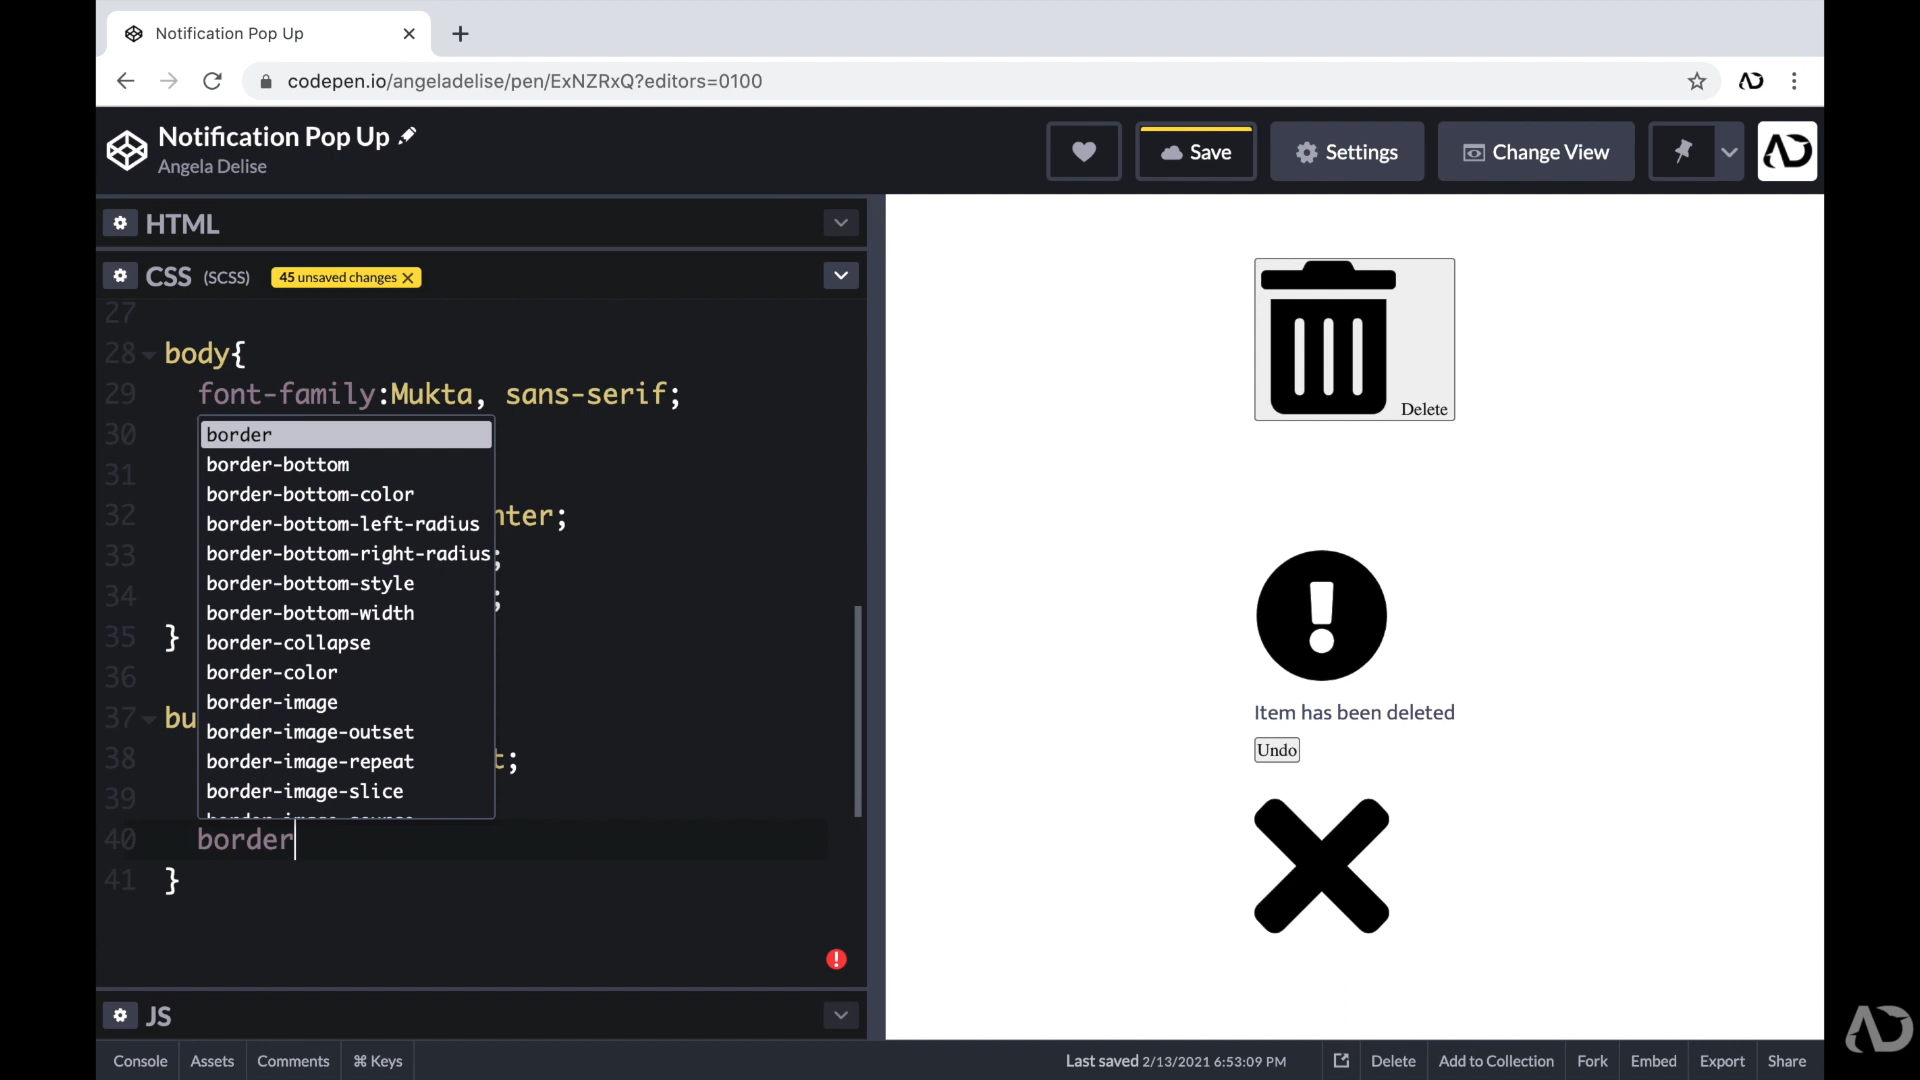 Notification Pop Up
codepen.io/angeladelise/pen/ExNZRxQ?editors=0100
Notification Pop Up
Angela Delise
Save
Settings
Change View
HTML
CSS (SCSS) 45 unsaved changes
27
28 body{
29 font-family:Mukta, sans-serif;
30 border
border-bottom
31 border-bottom-color
32 border-bottom-left-radius nter;
33 border-bottom-right-radius;
border-bottom-style
34 border-bottom-width ;
35 } border-collapse
36 border-color
border-image
37 bu
border-image-outset
38 border-image-repeat t;
39 border-image-slice
40 border
41 }
Delete
Item has been deleted
Undo
JS
Console
Assets
Comments
⌘ Keys
Last saved 2/13/2021 6:53:09 PM
Delete
Add to Collection
Fork
Embed
Export
Share